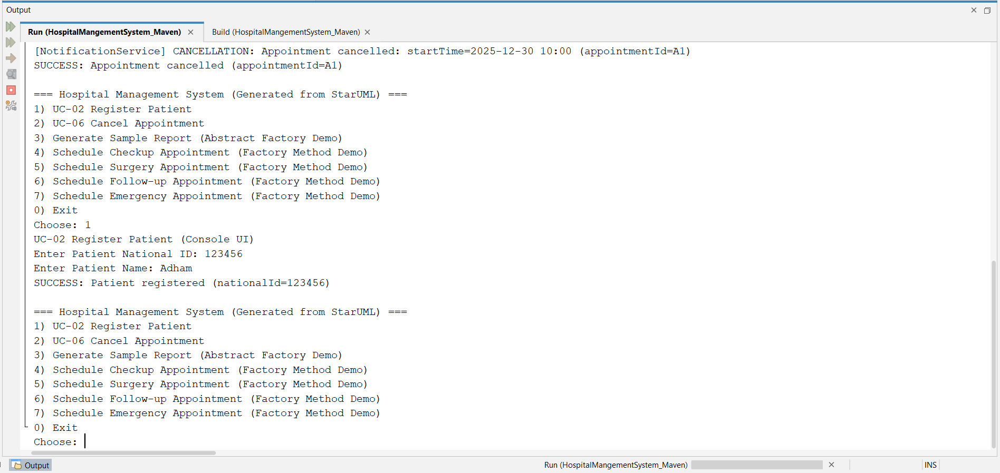 Output
Run (HospitalMangementSystem_Maven)
Build (HospitalMangementSystem_Maven)
[NotificationService] CANCELLATION: Appointment cancelled: startTime=2025-12-30 10:00 (appointmentId=A1)
SUCCESS: Appointment cancelled (appointmentId=A1)
=== Hospital Management System (Generated from StarUML) ===
1) UC-02 Register Patient
2) UC-06 Cancel Appointment
3) Generate Sample Report (Abstract Factory Demo)
4) Schedule Checkup Appointment (Factory Method Demo)
5) Schedule Surgery Appointment (Factory Method Demo)
6) Schedule Follow-up Appointment (Factory Method Demo)
7) Schedule Emergency Appointment (Factory Method Demo)
0) Exit
Choose: 1
UC-02 Register Patient (Console UI)
Enter Patient National ID: 123456
Enter Patient Name: Adham
SUCCESS: Patient registered (nationalId=123456)
=== Hospital Management System (Generated from StarUML) ===
1) UC-02 Register Patient
2) UC-06 Cancel Appointment
3) Generate Sample Report (Abstract Factory Demo)
4) Schedule Checkup Appointment (Factory Method Demo)
5) Schedule Surgery Appointment (Factory Method Demo)
6) Schedule Follow-up Appointment (Factory Method Demo)
7) Schedule Emergency Appointment (Factory Method Demo)
0) Exit
Choose:
Output
Run (HospitalMangementSystem_Maven)
INS